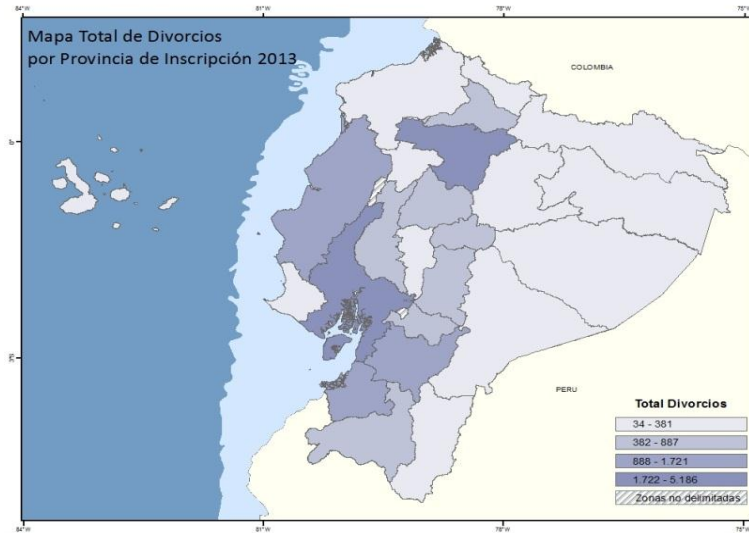 84°W
81°W
78°W
75°W
Mapa Total de Divorcios
por Provincia de Inscripción 2013
COLOMBIA
PERU
Total Divorcios
34 - 381
382 - 887
888 - 1.721
1.722 - 5.186
Zonas no delimitadas
84°W
81°W
78°W
75°W